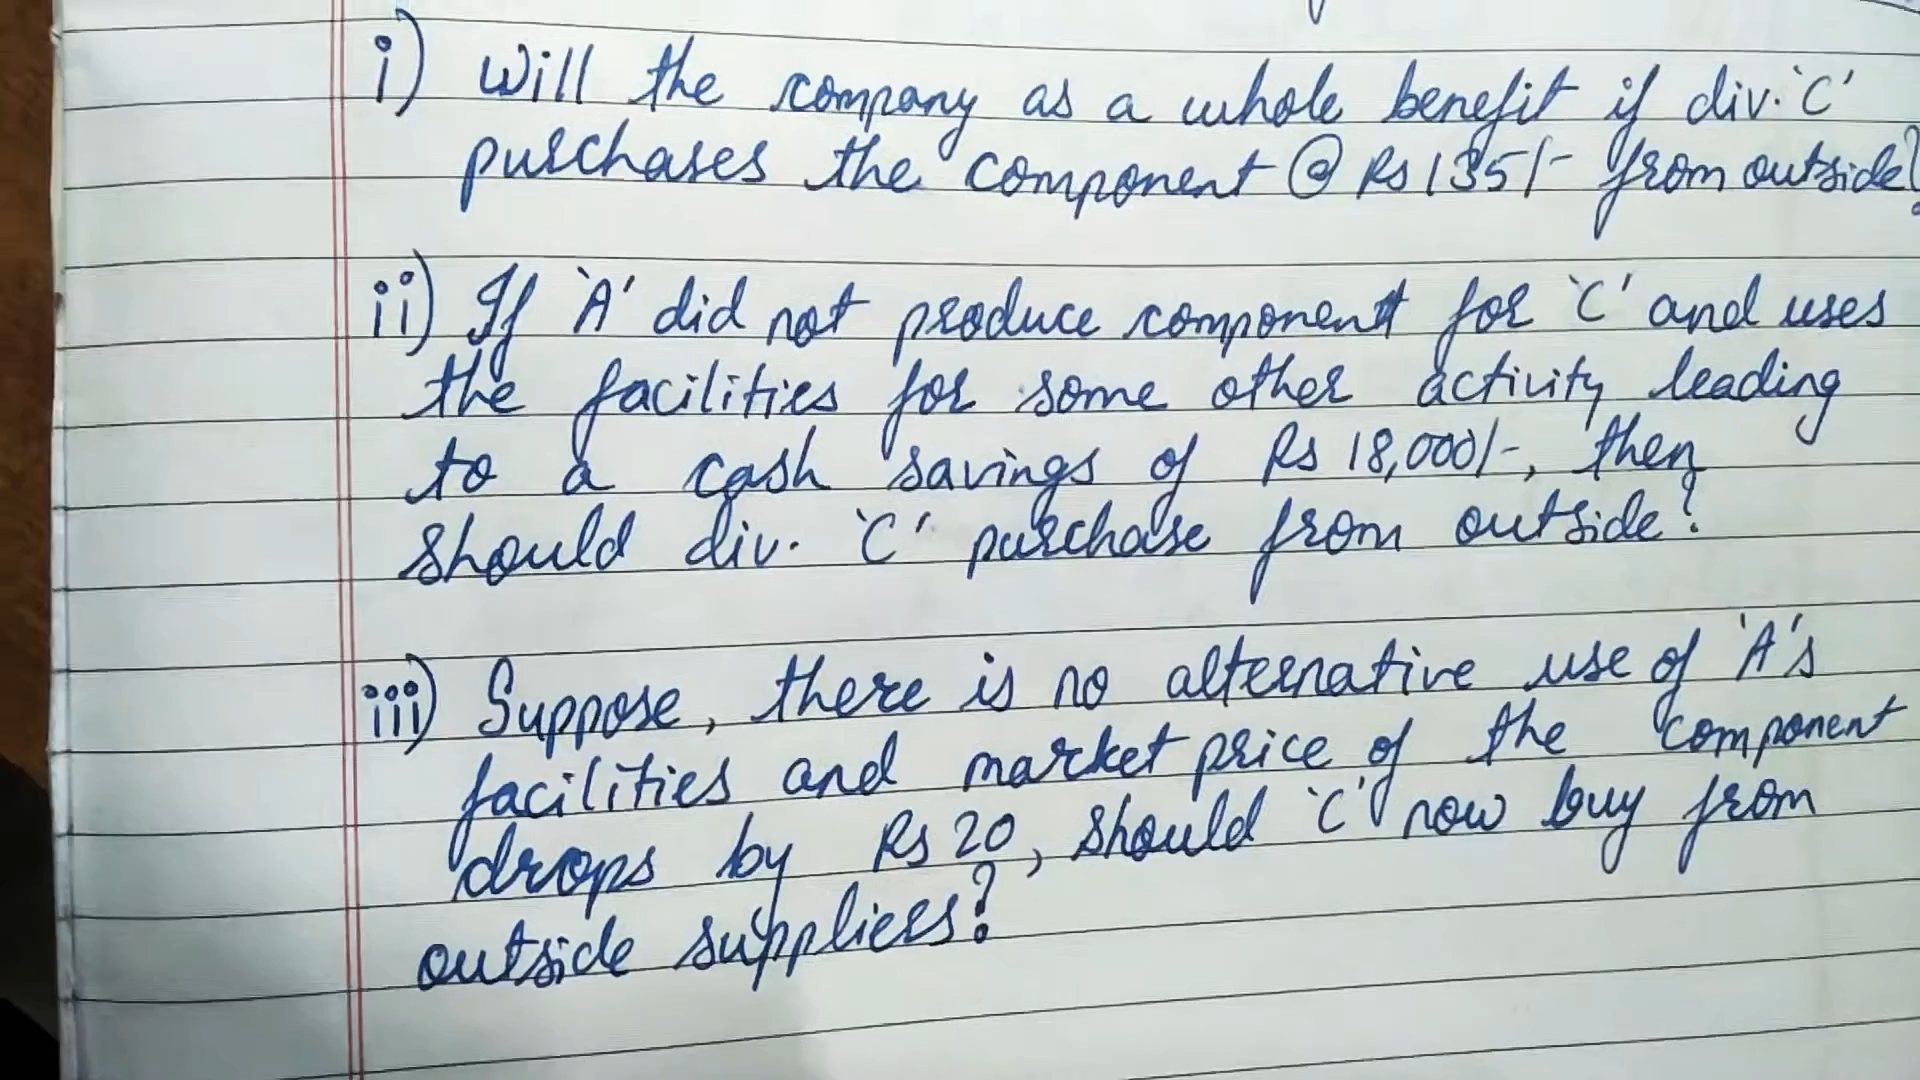 i) Will the company as a whole benefit if div. 'C'
purchases the component @ Rs 135/- from outside?
ii) If 'A' did not produce component for 'C' and uses
the facilities for some other activity leading
to a cash savings of Rs 18,000/-, then
should div. 'C' purchase from outside?
iii) Suppose, there is no alternative use of 'A's
facilities and market price of the component
drops by Rs 20, should 'C' now buy from
outside suppliers?